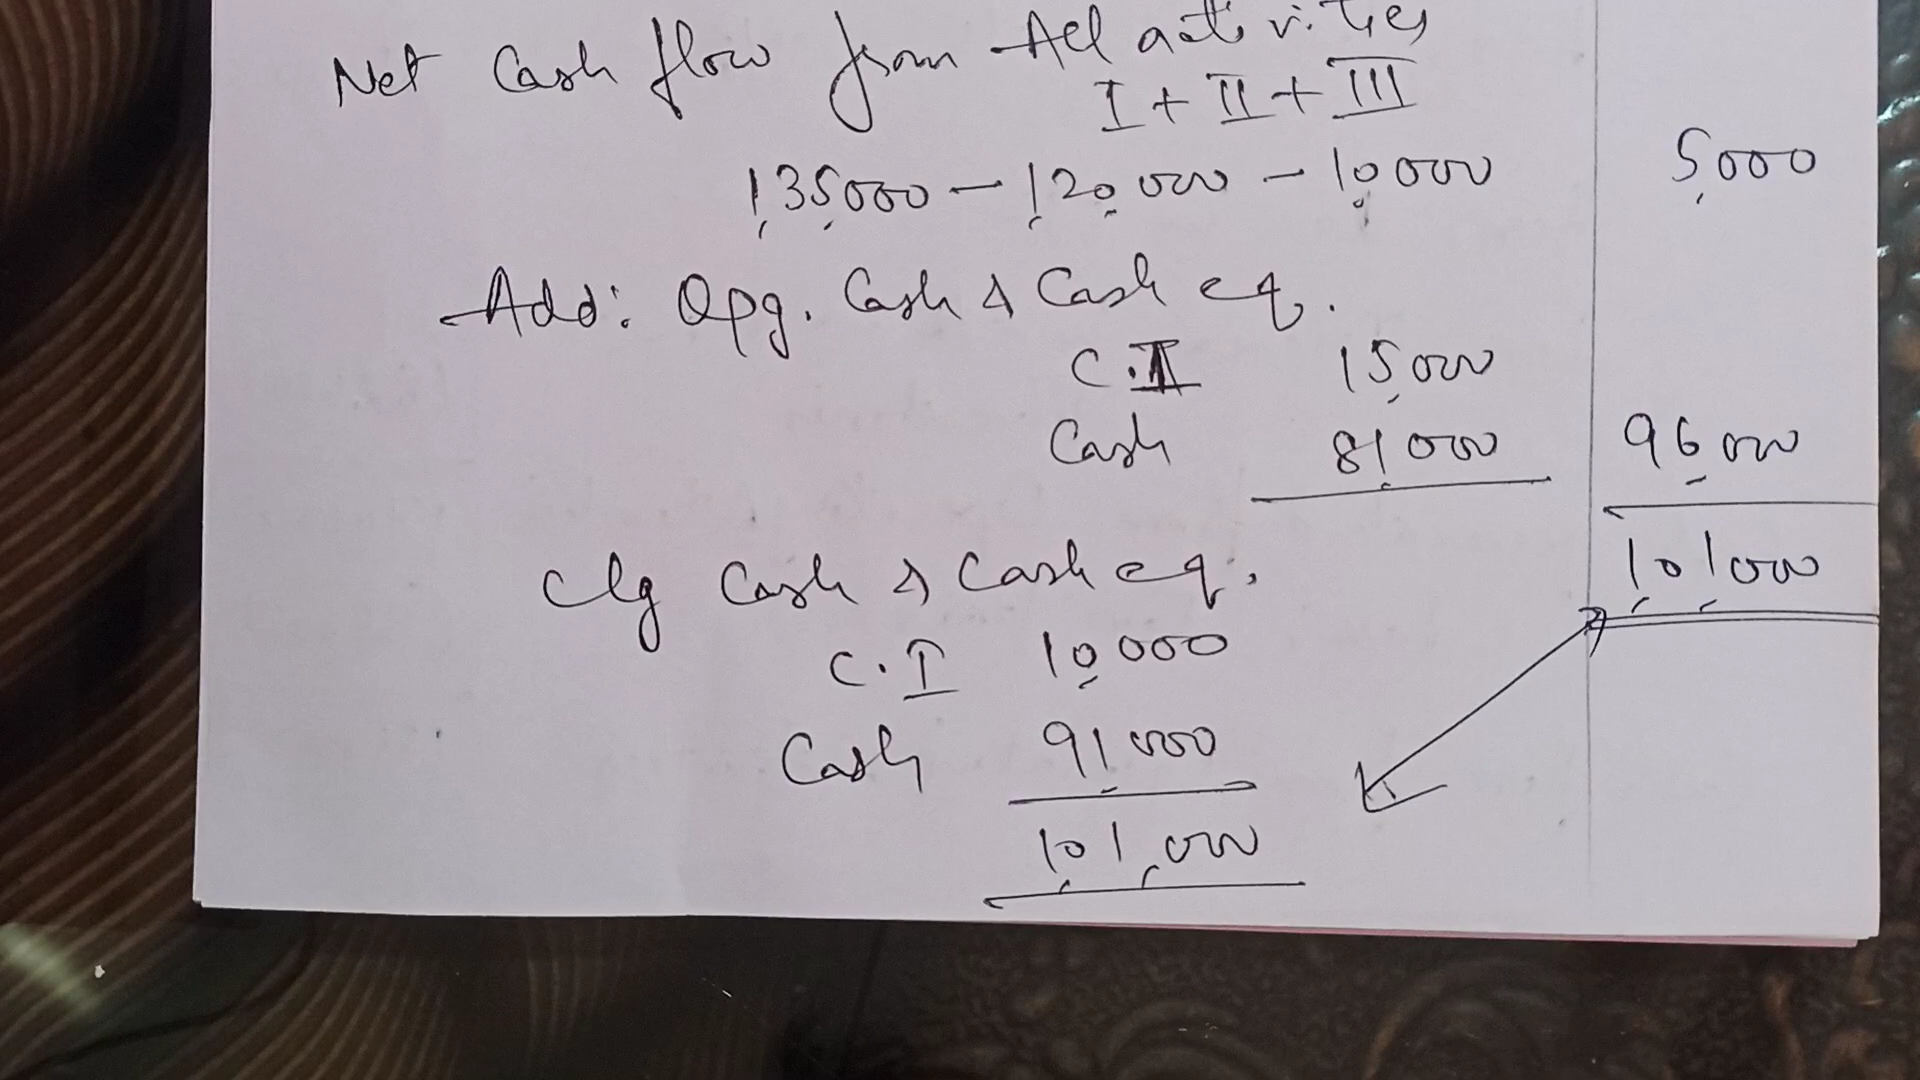 Net Cash flow from All activities
I + II + III
1,35,000 - 1,20,000 - 10,000 5,000
Add: Opg. Cash & Cash eq.
C.I 15,000
Cash 81,000 96,000
Clg Cash & Cash eq. 1,01,000
C.I 10,000
Cash 91,000
1,01,000